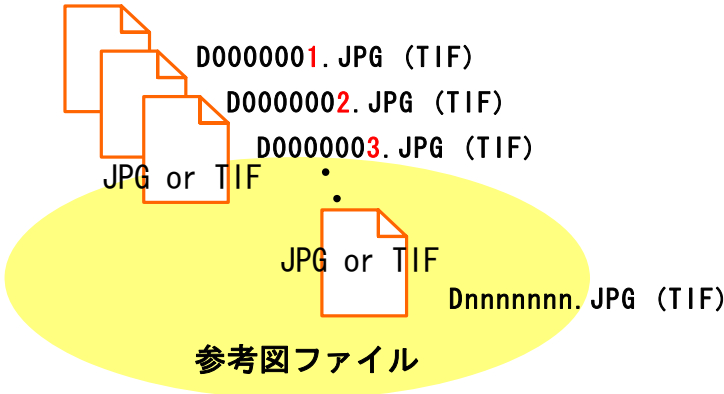 D0000001.JPG (TIF)
D0000002.JPG (TIF)
D0000003.JPG (TIF)
JPG or TIF
JPG or TIF
Dnnnnnnn.JPG (TIF)
参考図ファイル